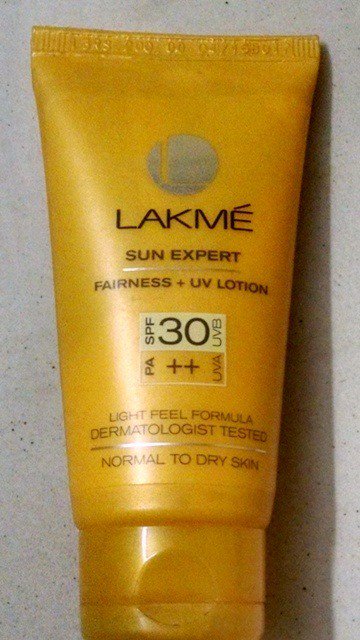 LAKMÉ
SUN EXPERT
FAIRNESS + UV LOTION
SPF 30 UVB
PA ++ UVA
LIGHT FEEL FORMULA
DERMATOLOGIST TESTED
NORMAL TO DRY SKIN